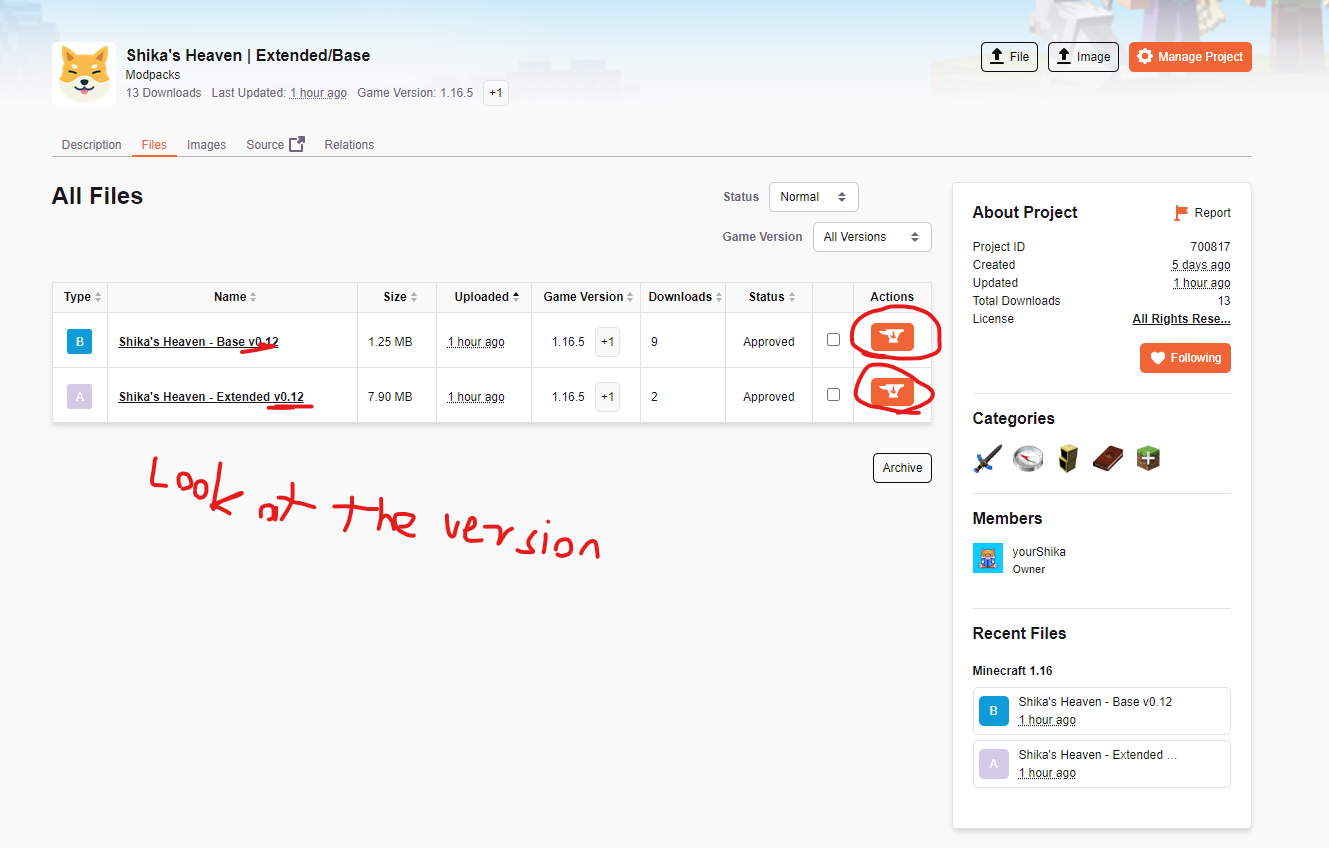 Shika's Heaven | Extended/Base
Modpacks
13 Downloads Last Updated: 1 hour ago Game Version: 1.16.5 +1
File Image Manage Project
Description Files Images Source Relations
All Files
Status Normal
Game Version All Versions
Type Name Size Uploaded Game Version Downloads Status Actions
B Shika's Heaven - Base v0.12 1.25 MB 1 hour ago 1.16.5 +1 9 Approved
A Shika's Heaven - Extended v0.12 7.90 MB 1 hour ago 1.16.5 +1 2 Approved
Archive
Look at the version
About Project Report
Project ID 700817
Created 5 days ago
Updated 1 hour ago
Total Downloads 13
License All Rights Rese...
Following
Categories
Members
yourShika
Owner
Recent Files
Minecraft 1.16
B Shika's Heaven - Base v0.12
1 hour ago
A Shika's Heaven - Extended ...
1 hour ago